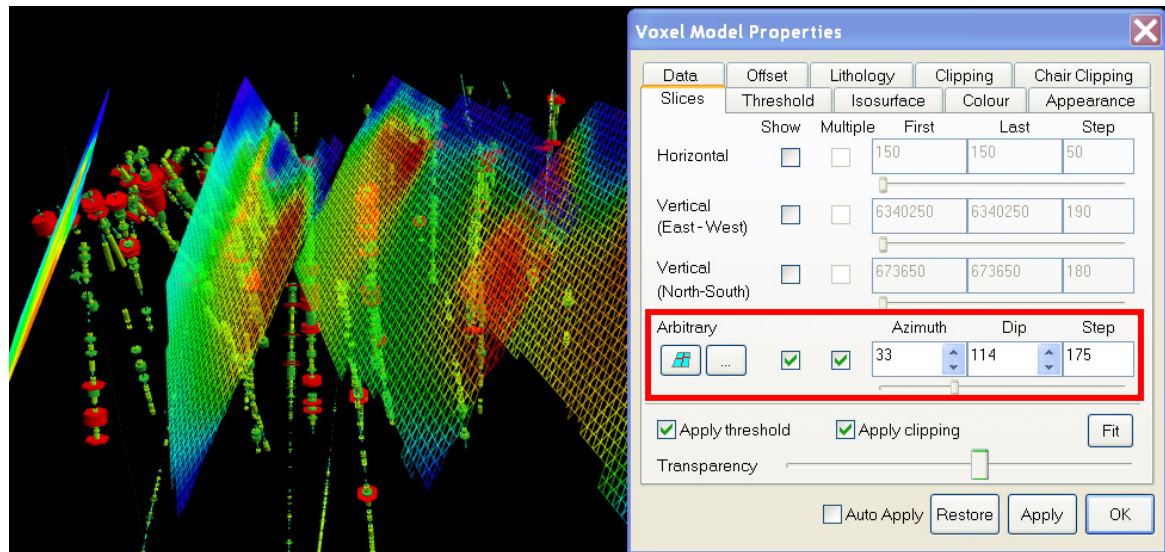 Voxel Model Properties
Data Offset Lithology Clipping Chair Clipping
Slices Threshold Isosurface Colour Appearance
Show Multiple First Last Step
Horizontal 150 150 50
Vertical
(East-West) 6340250 6340250 190
Vertical
(North-South) 673650 673650 180
Arbitrary Azimuth Dip Step
... 33 114 175
Apply threshold Apply clipping Fit
Transparency
Auto Apply Restore Apply OK